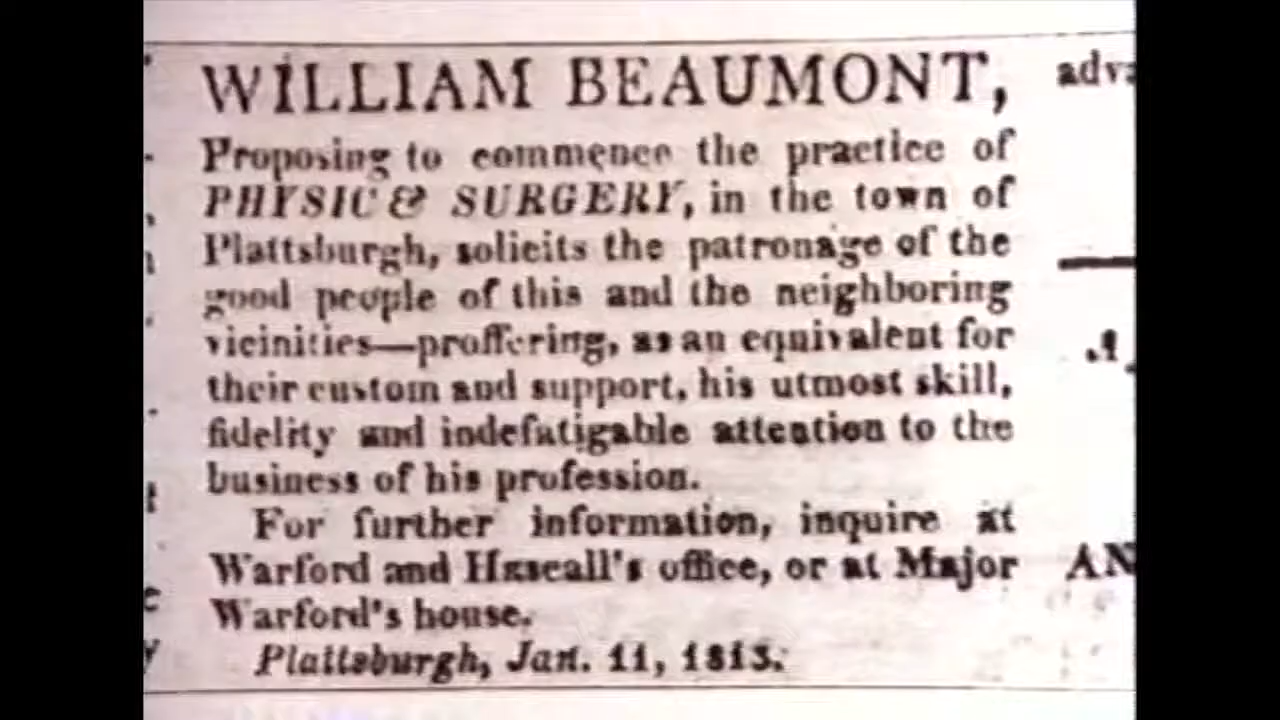 WILLIAM BEAUMONT,
Proposing to commence the practice of
PHYSIC & SURGERY, in the town of
Plattsburgh, solicits the patronage of the
good people of this and the neighboring
vicinities—proffering, as an equivalent for
their custom and support, his utmost skill,
fidelity and indefatigable attention to the
business of his profession.
For further information, inquire at
Warford and Hascall's office, or at Major
Warford's house.
Plattsburgh, Jan. 11, 1813.
adv
AN